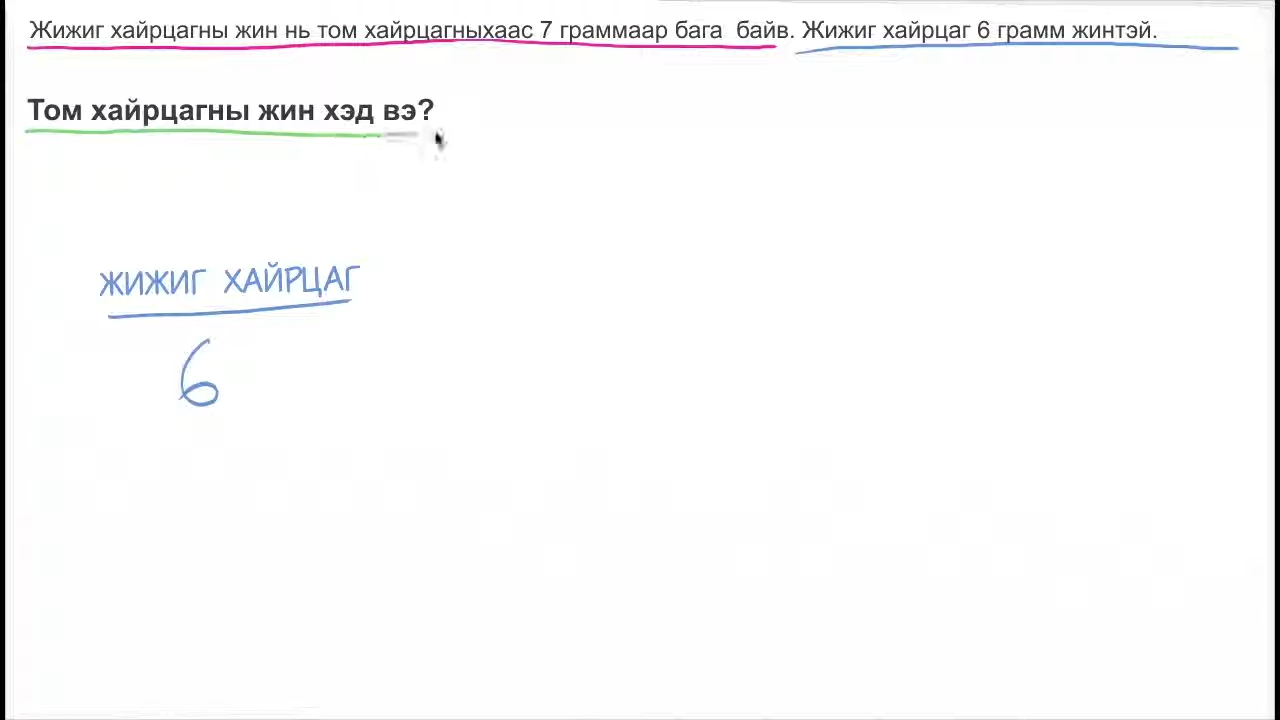 Жижиг хайрцагны жин нь том хайрцагныхаас 7 граммаар бага байв. Жижиг хайрцаг 6 грамм жинтэй.
Том хайрцагны жин хэд вэ?
ЖИЖИГ ХАЙРЦАГ
6